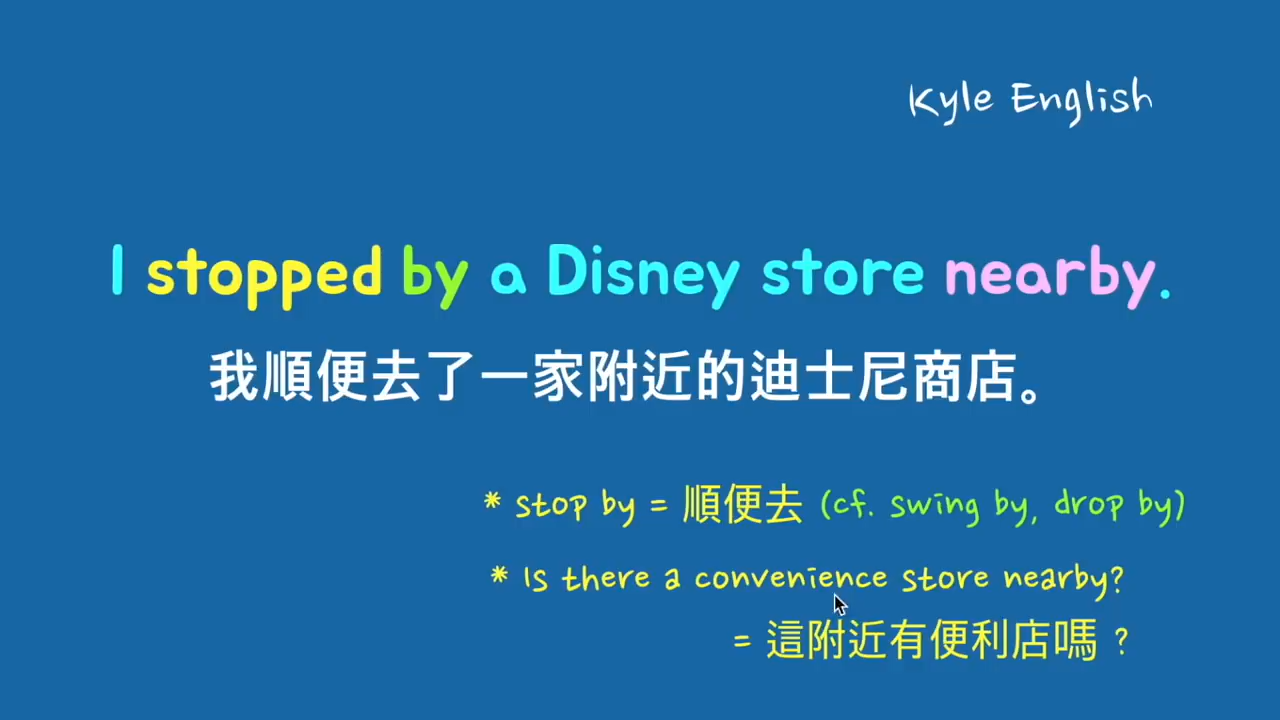 Kyle English
I stopped by a Disney store nearby.
我順便去了一家附近的迪士尼商店。
* stop by = 順便去 (cf. swing by, drop by)
* Is there a convenience store nearby?
= 這附近有便利店嗎 ?